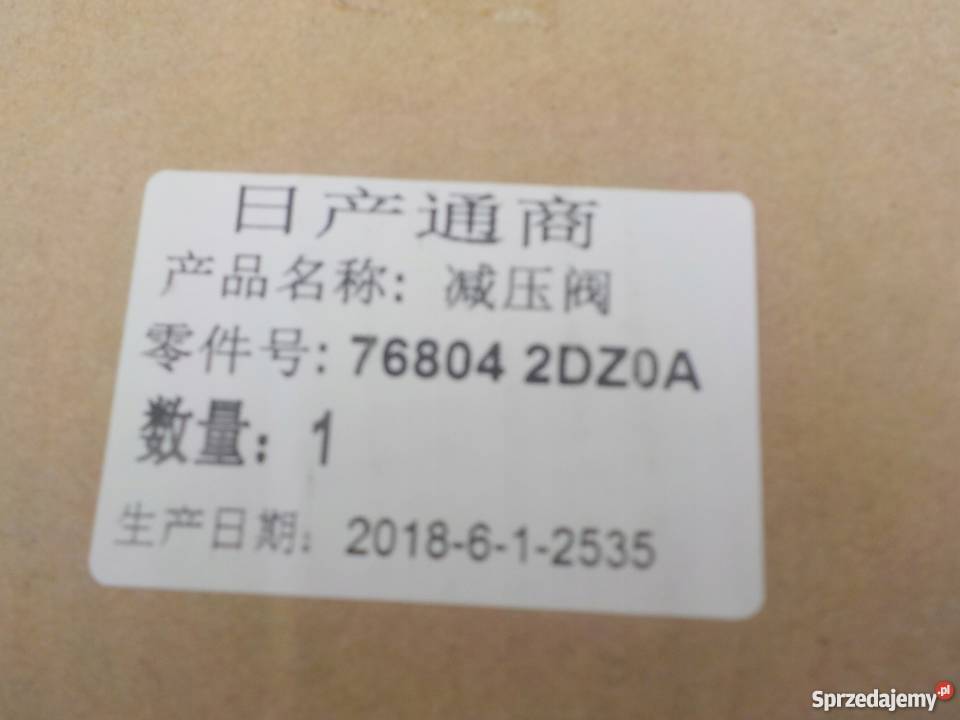 日产通商
产品名称: 减压阀
零件号: 76804 2DZ0A
数量: 1
生产日期: 2018-6-1-2535
Sprzedajemy.pl